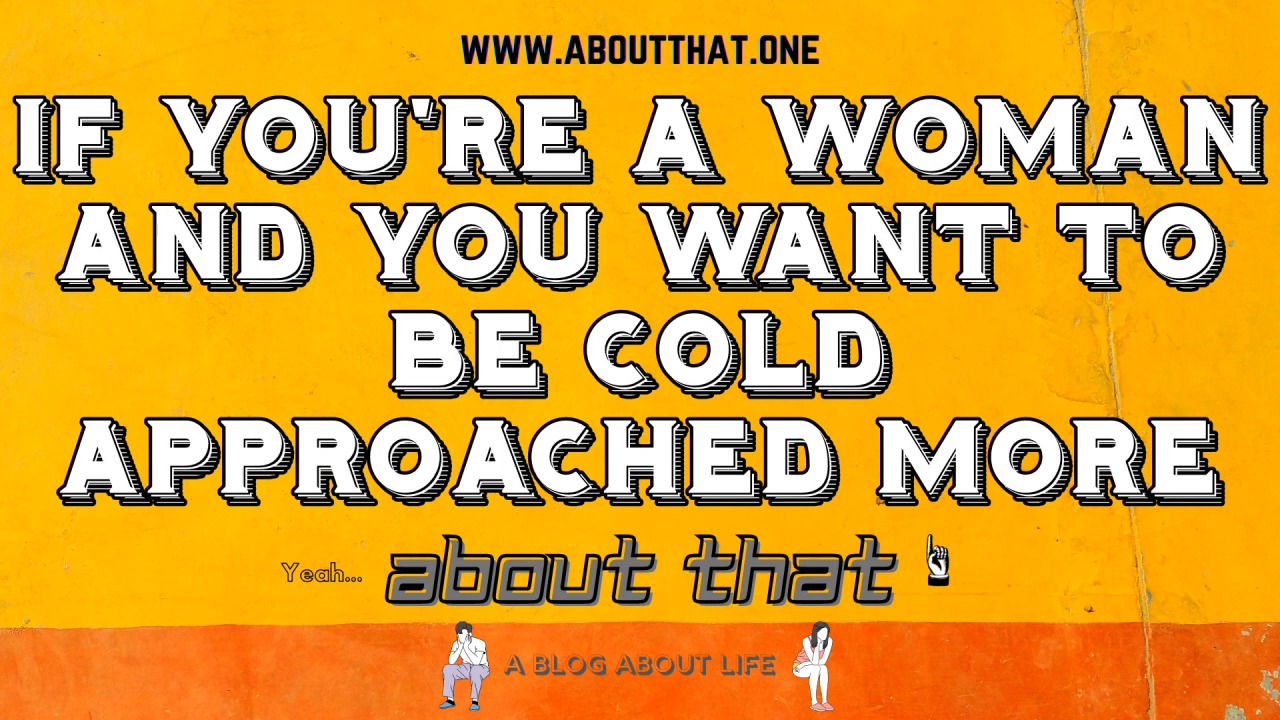 WWW.ABOUTTHAT.ONE
IF YOU'RE A WOMAN
AND YOU WANT TO
BE COLD
APPROACHED MORE
Yeah... about that
A BLOG ABOUT LIFE